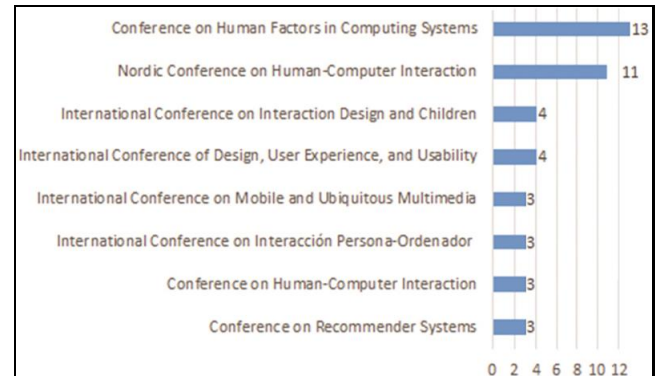 Conference on Human Factors in Computing Systems 13
Nordic Conference on Human-Computer Interaction 11
International Conference on Interaction Design and Children 4
International Conference of Design, User Experience, and Usability 4
International Conference on Mobile and Ubiquitous Multimedia 3
International Conference on Interacción Persona-Ordenador 3
Conference on Human-Computer Interaction 3
Conference on Recommender Systems 3
0 2 4 6 8 10 12